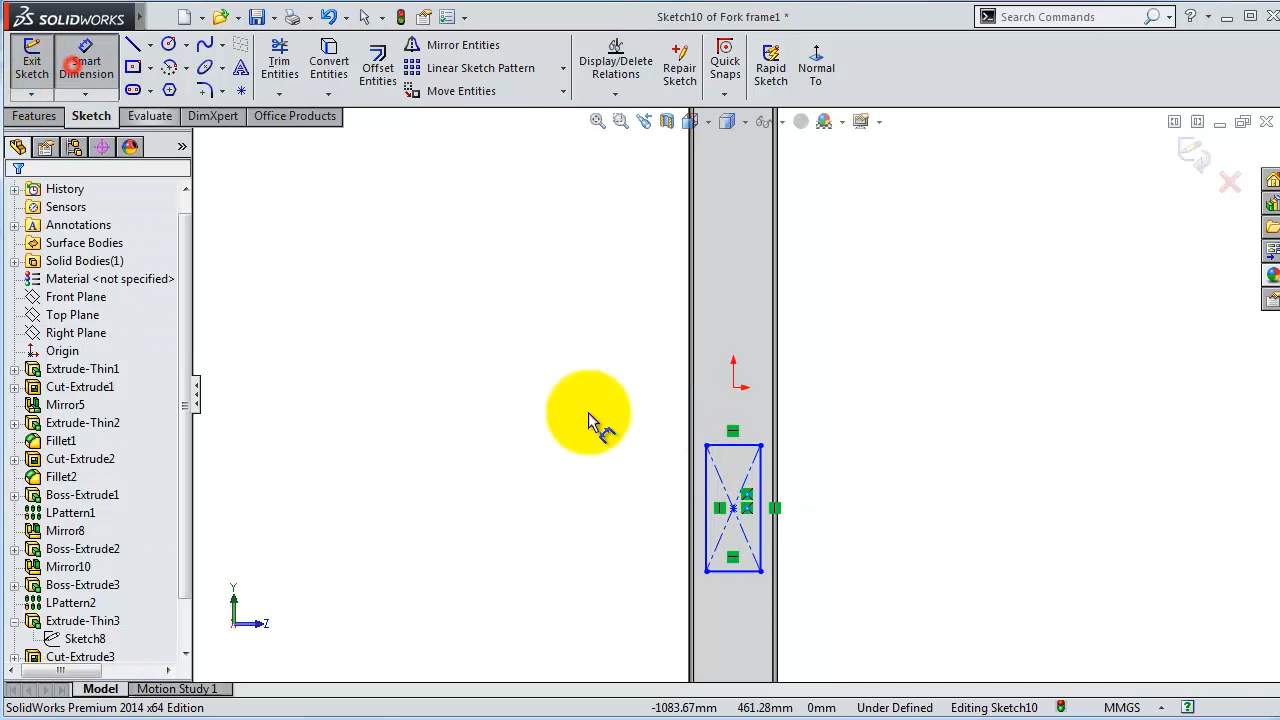 SOLIDWORKS
Sketch10 of Fork frame1 *
Search Commands
Exit Sketch
Smart Dimension
Trim Entities
Convert Entities
Offset Entities
Mirror Entities
Linear Sketch Pattern
Move Entities
Display/Delete Relations
Repair Sketch
Quick Snaps
Rapid Sketch
Normal To
Features
Sketch
Evaluate
DimXpert
Office Products
History
Sensors
Annotations
Surface Bodies
Solid Bodies(1)
Material <not specified>
Front Plane
Top Plane
Right Plane
Origin
Extrude-Thin1
Cut-Extrude1
Mirror5
Extrude-Thin2
Fillet1
Cut-Extrude2
Fillet2
Boss-Extrude1
LPattern1
Mirror8
Boss-Extrude2
Mirror10
Boss-Extrude3
LPattern2
Extrude-Thin3
Sketch8
Cut-Extrude3
Y
Z
Model
Motion Study 1
SolidWorks Premium 2014 x64 Edition
-1083.67mm
461.28mm
0mm
Under Defined
Editing Sketch10
MMGS